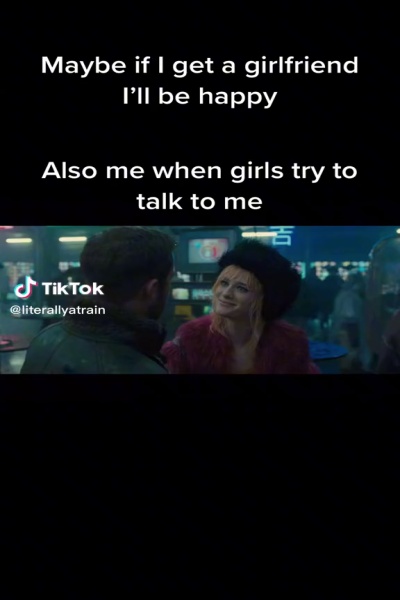 Maybe if I get a girlfriend
I’ll be happy
Also me when girls try to
talk to me
TikTok
@literallyatrain